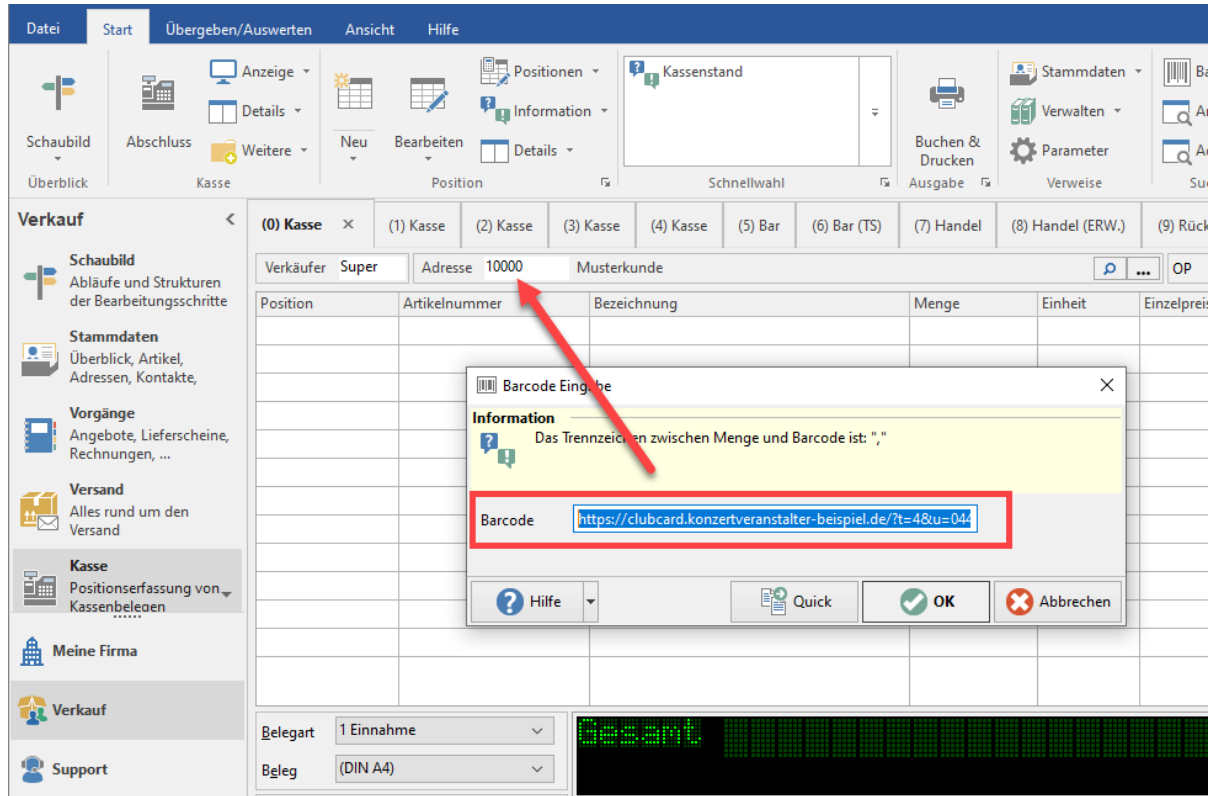 Datei Start Übergeben/Auswerten Ansicht Hilfe
Schaubild
Überblick
Abschluss
Anzeige
Details
Weitere
Kasse
Neu
Bearbeiten
Positionen
Information
Details
Position
Kassenstand
Schnellwahl
Buchen &
Drucken
Ausgabe
Stammdaten
Verwalten
Parameter
Verweise
Verkauf
Schaubild
Abläufe und Strukturen
der Bearbeitungsschritte
Stammdaten
Überblick, Artikel,
Adressen, Kontakte,
Vorgänge
Angebote, Lieferscheine,
Rechnungen, ...
Versand
Alles rund um den
Versand
Kasse
Positionserfassung von
Kassenbelegen
Meine Firma
Verkauf
Support
(0) Kasse (1) Kasse (2) Kasse (3) Kasse (4) Kasse (5) Bar (6) Bar (TS) (7) Handel (8) Handel (ERW.) (9) Rück
Verkäufer Super Adresse 10000 Musterkunde ... OP
Position Artikelnummer Bezeichnung Menge Einheit Einzelpreis
Barcode Eingabe
Information
Das Trennzeichen zwischen Menge und Barcode ist: ","
Barcode https://clubcard.konzertveranstalter-beispiel.de/?t=4&u=044
Hilfe Quick OK Abbrechen
Belegart 1 Einnahme
Beleg (DIN A4)
Gesamt